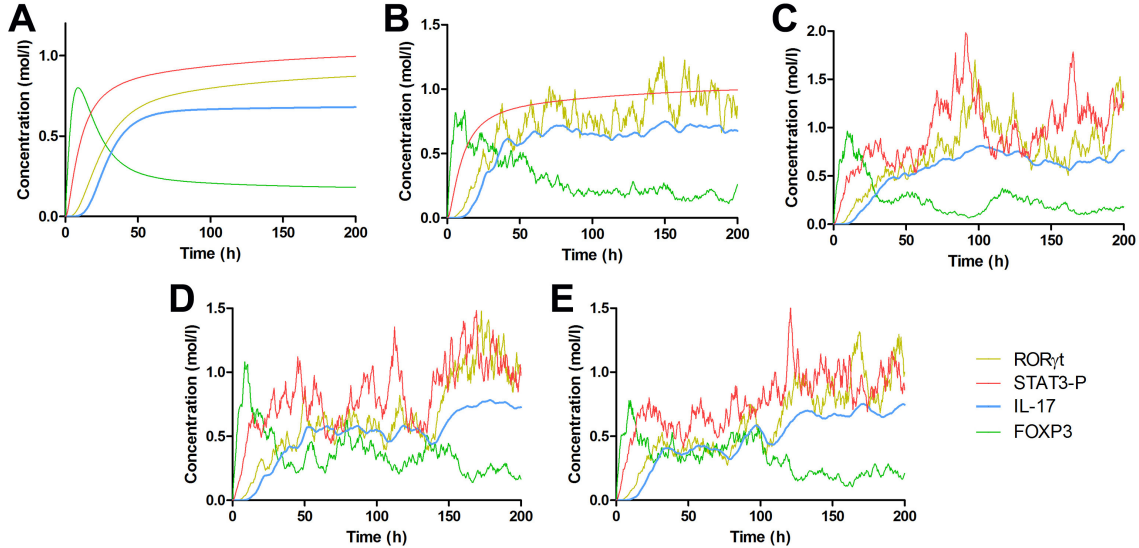 A
Concentration (mol/l)
1.0
0.5
0.0
0 50 100 150 200
Time (h)
B
Concentration (mol/l)
1.5
1.0
0.5
0.0
0 50 100 150 200
Time (h)
C
Concentration (mol/l)
2.0
1.5
1.0
0.5
0.0
0 50 100 150 200
Time (h)
D
Concentration (mol/l)
1.5
1.0
0.5
0.0
0 50 100 150 200
Time (h)
E
Concentration (mol/l)
1.5
1.0
0.5
0.0
0 50 100 150 200
Time (h)
RORγt
STAT3-P
IL-17
FOXP3